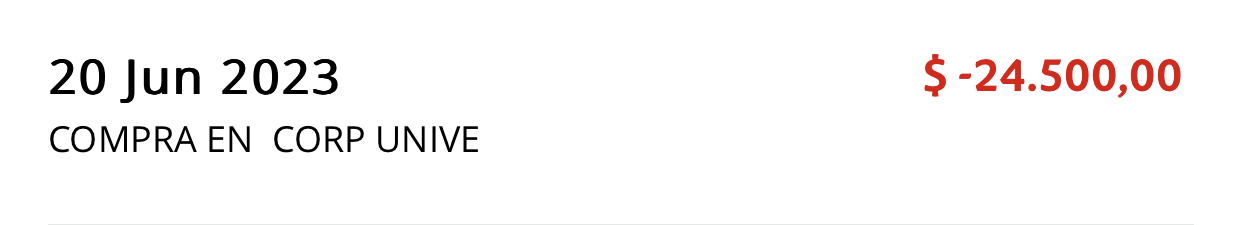 20 Jun 2023 $ -24.500,00
COMPRA EN  CORP UNIVE